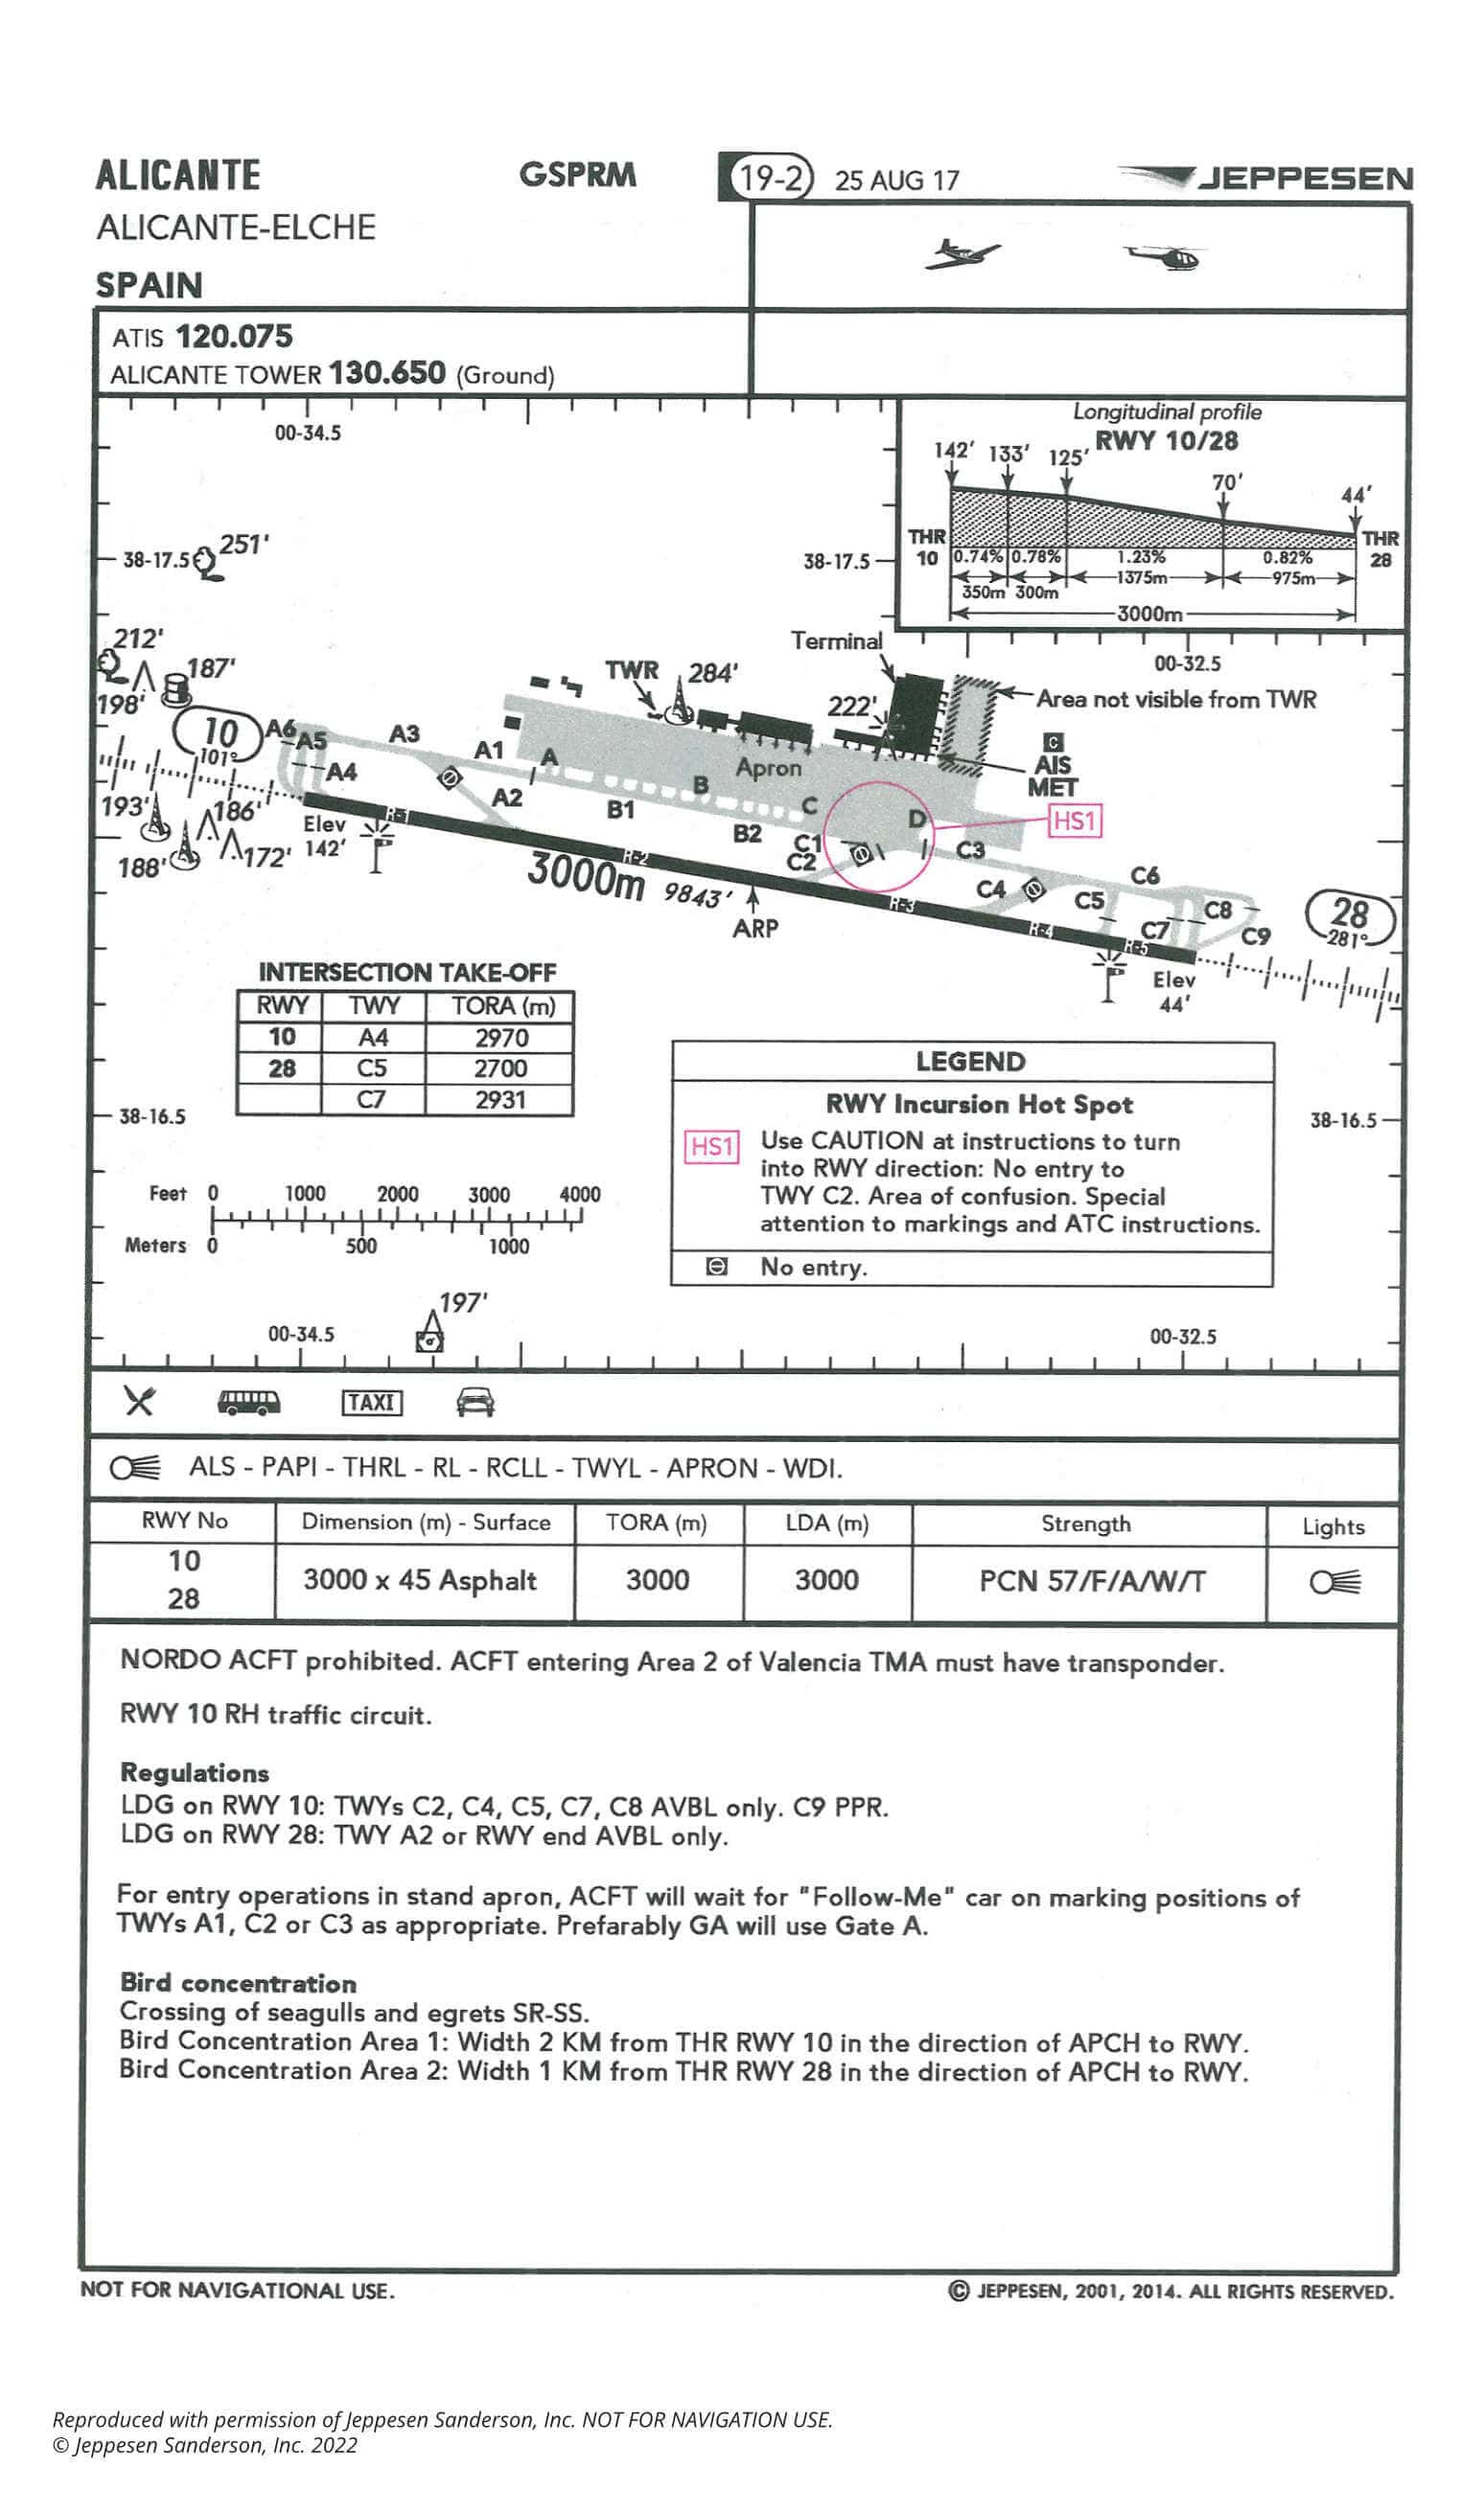 ALICANTE
GSPRM
19-2
25 AUG 17
JEPPESEN
ALICANTE-ELCHE
SPAIN
ATIS 120.075
ALICANTE TOWER 130.650 (Ground)
00-34.5
Longitudinal profile
RWY 10/28
142' 133' 125'
70'
44'
THR
10
0.74% 0.78% 1.23% 0.82%
THR
28
350m 300m 1375m 975m
3000m
38-17.5
251'
38-17.5
212'
187'
198'
Terminal
00-32.5
TWR 284'
222'
Area not visible from TWR
10
101°
A6
A5
A3
A4
A1
A
A2
Apron
B
B1
B2
C
C
AIS
MET
D
HS1
193'
186'
188'
172'
Elev
142'
R-1
R-2
3000m 9843'
ARP
C1
C2
C3
C4
R-3
R-4
R-5
C5
C6
C7
C8
C9
28
281°
Elev
44'
INTERSECTION TAKE-OFF
RWY TWY TORA (m)
10 A4 2970
28 C5 2700
C7 2931
38-16.5
38-16.5
LEGEND
RWY Incursion Hot Spot
HS1
Use CAUTION at instructions to turn
into RWY direction: No entry to
TWY C2. Area of confusion. Special
attention to markings and ATC instructions.
No entry.
Feet 0 1000 2000 3000 4000
Meters 0 500 1000
197'
00-34.5
00-32.5
TAXI
ALS - PAPI - THRL - RL - RCLL - TWYL - APRON - WDI.
RWY No Dimension (m) - Surface TORA (m) LDA (m) Strength Lights
10
28
3000 x 45 Asphalt 3000 3000 PCN 57/F/A/W/T
NORDO ACFT prohibited. ACFT entering Area 2 of Valencia TMA must have transponder.
RWY 10 RH traffic circuit.
Regulations
LDG on RWY 10: TWYs C2, C4, C5, C7, C8 AVBL only. C9 PPR.
LDG on RWY 28: TWY A2 or RWY end AVBL only.
For entry operations in stand apron, ACFT will wait for "Follow-Me" car on marking positions of
TWYs A1, C2 or C3 as appropriate. Prefarably GA will use Gate A.
Bird concentration
Crossing of seagulls and egrets SR-SS.
Bird Concentration Area 1: Width 2 KM from THR RWY 10 in the direction of APCH to RWY.
Bird Concentration Area 2: Width 1 KM from THR RWY 28 in the direction of APCH to RWY.
NOT FOR NAVIGATIONAL USE.
© JEPPESEN, 2001, 2014. ALL RIGHTS RESERVED.
Reproduced with permission of Jeppesen Sanderson, Inc. NOT FOR NAVIGATION USE.
© Jeppesen Sanderson, Inc. 2022